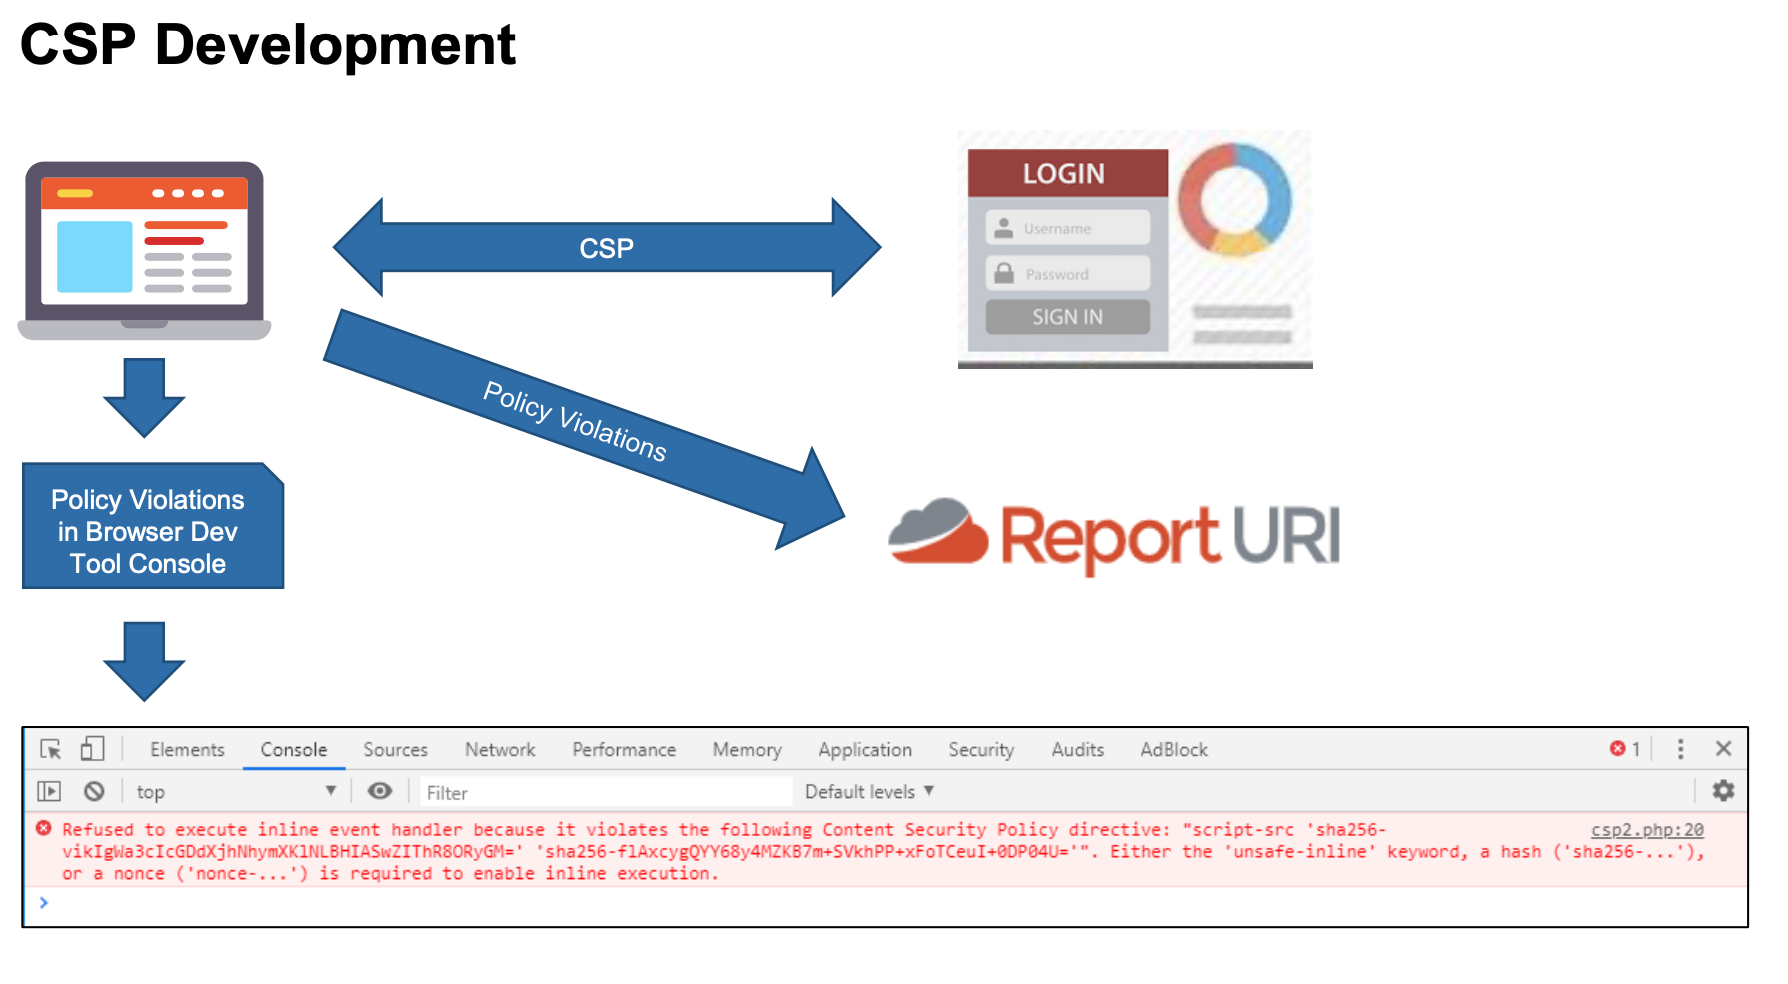 CSP Development
CSP
LOGIN
Username
Password
SIGN IN
Policy Violations
Report URI
Policy Violations
in Browser Dev
Tool Console
Elements Console Sources Network Performance Memory Application Security Audits AdBlock 1
top Filter Default levels
Refused to execute inline event handler because it violates the following Content Security Policy directive: "script-src 'sha256- csp2.php:20
vikIgWa3cIcGDdXjhNhymXKlNLBHIASwZIThR8ORyGM=' 'sha256-flAxcygQYY68y4MZKB7m+SVkhPP+xFoTCeuI+0DP04U='". Either the 'unsafe-inline' keyword, a hash ('sha256-...'),
or a nonce ('nonce-...') is required to enable inline execution.